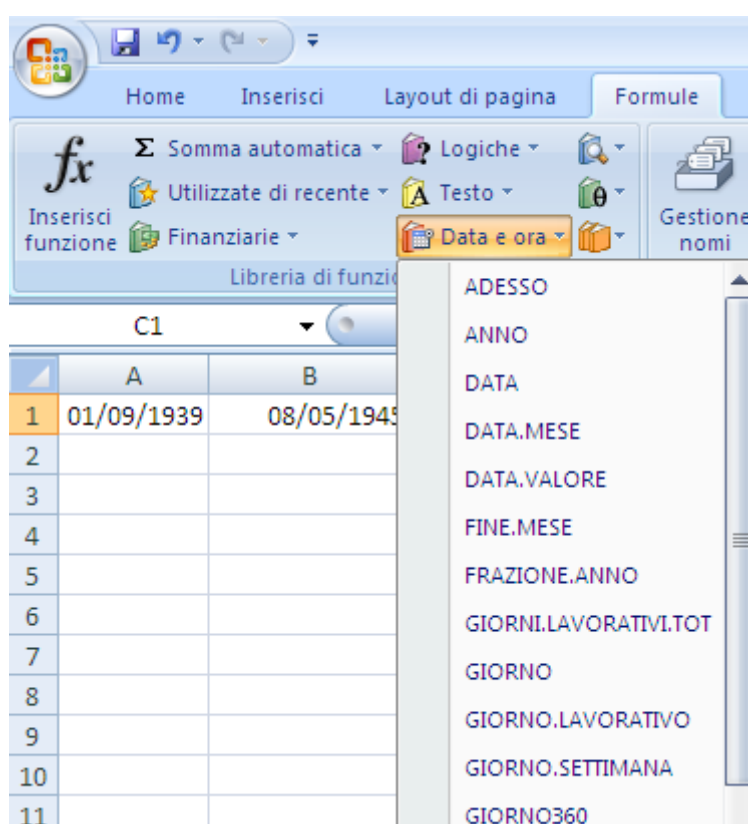 Home Inserisci Layout di pagina Formule
fx Σ Somma automatica Logiche
Utilizzate di recente A Testo θ
Inserisci funzione Finanziarie Data e ora Gestione nomi
Libreria di funzio
C1
A B
1 01/09/1939 08/05/1945
2
3
4
5
6
7
8
9
10
11
ADESSO
ANNO
DATA
DATA.MESE
DATA.VALORE
FINE.MESE
FRAZIONE.ANNO
GIORNI.LAVORATIVI.TOT
GIORNO
GIORNO.LAVORATIVO
GIORNO.SETTIMANA
GIORNO360